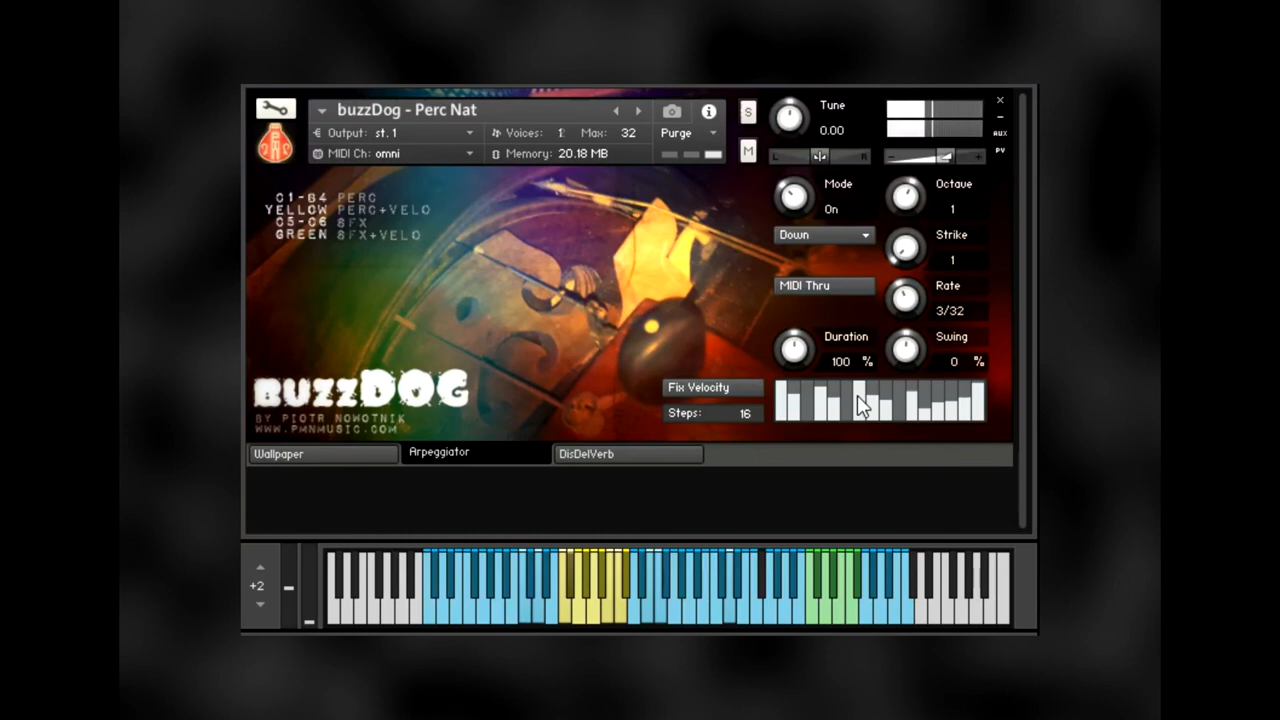 buzzDog - Perc Nat
Output: st. 1
Voices: 1 Max: 32
Purge
MIDI Ch: omni
Memory: 20.18 MB
S
M
Tune
0.00
AUX
PV
L
R
C1-B4 PERC
YELLOW PERC+VELO
C5-C6 SFX
GREEN SFX+VELO
Mode
On
Octave
1
Down
Strike
1
MIDI Thru
Rate
3/32
Duration
100 %
Swing
0 %
BUZZDOG
BY PIOTR NOWOTNIK
WWW.PMNMUSIC.COM
Fix Velocity
Steps: 16
Wallpaper
Arpeggiator
DisDelVerb
+2